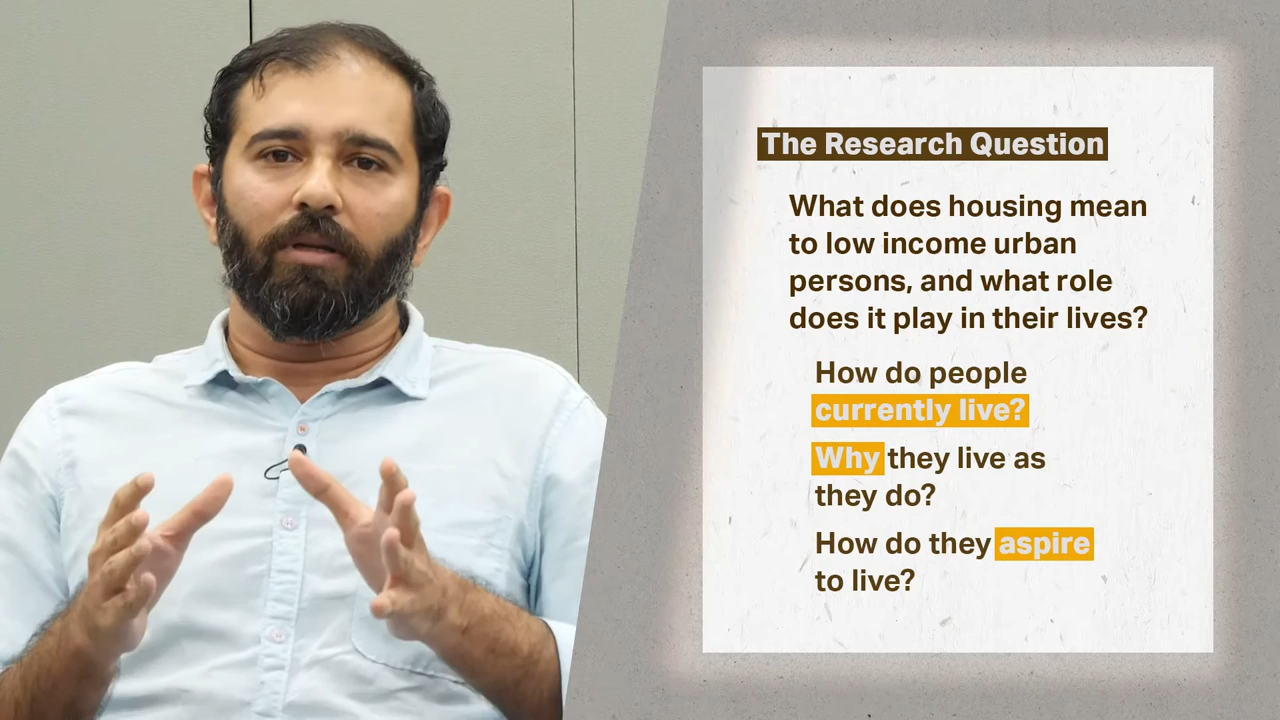 The Research Question
What does housing mean
to low income urban
persons, and what role
does it play in their lives?
How do people
currently live?
Why they live as
they do?
How do they aspire
to live?